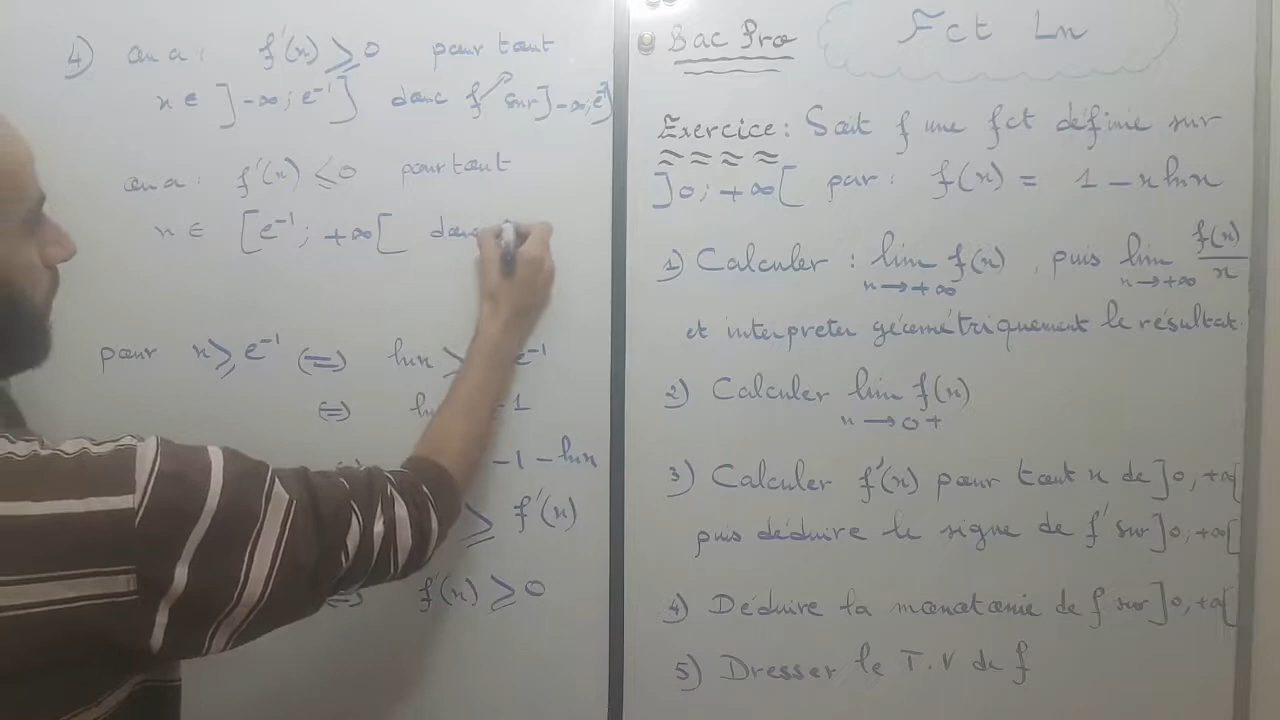 4) on a : f'(x) ⩾ 0 pour tout
x ∈ ]-∞; e⁻¹] donc f ↗ sur ]-∞; e⁻¹]
on a : f'(x) ⩽ 0 pour tout
x ∈ [e⁻¹; +∞[ donc
pour x ⩾ e⁻¹ ⟺ lnx ⩾ e⁻¹
⟺ -1
-1 - lnx
⩾ f'(x)
⟺ f'(x) ⩾ 0
Bac Pro
Fct Ln
Exercice : Soit f une fct définie sur
]0; +∞[ par : f(x) = 1 - x lnx
1) Calculer : lim f(x), puis lim f(x)/x
x→+∞ x→+∞
et interpreter géométriquement le résultat.
2) Calculer lim f(x)
x→0+
3) Calculer f'(x) pour tout x de ]0, +∞[
puis déduire le signe de f' sur ]0, +∞[
4) Déduire la monotonie de f sur ]0, +∞[
5) Dresser le T.V de f